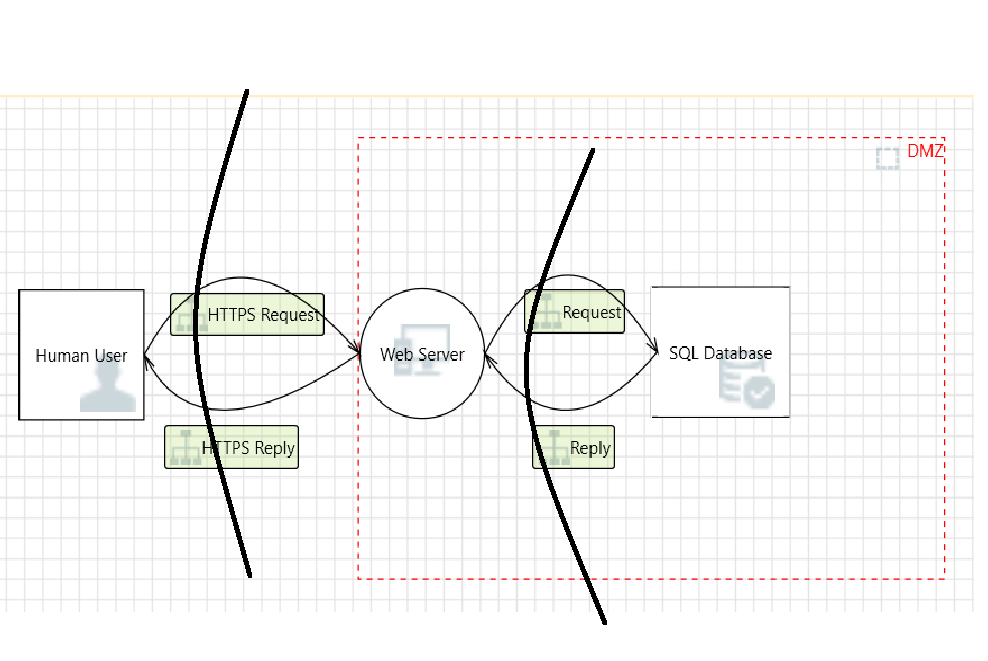 DMZ
HTTPS Request
Request
Human User
Web Server
SQL Database
HTTPS Reply
Reply